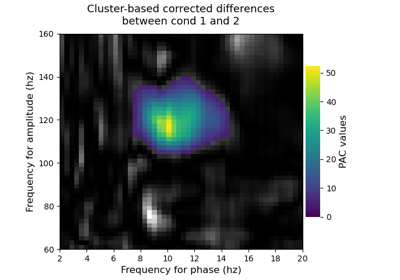 Cluster-based corrected differences
between cond 1 and 2
160
140
120
100
80
60
Frequency for amplitude (hz)
2 4 6 8 10 12 14 16 18 20
Frequency for phase (hz)
50
40
30
20
10
0
PAC values